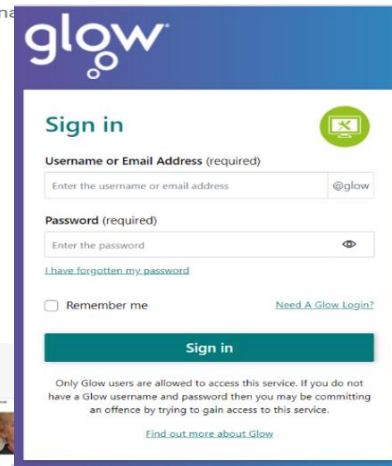 glow
Sign in
Username or Email Address (required)
Enter the username or email address
@glow
Password (required)
Enter the password
I have forgotten my password
Remember me
Need A Glow Login?
Sign in
Only Glow users are allowed to access this service. If you do not
have a Glow username and password then you may be committing
an offence by trying to gain access to this service.
Find out more about Glow